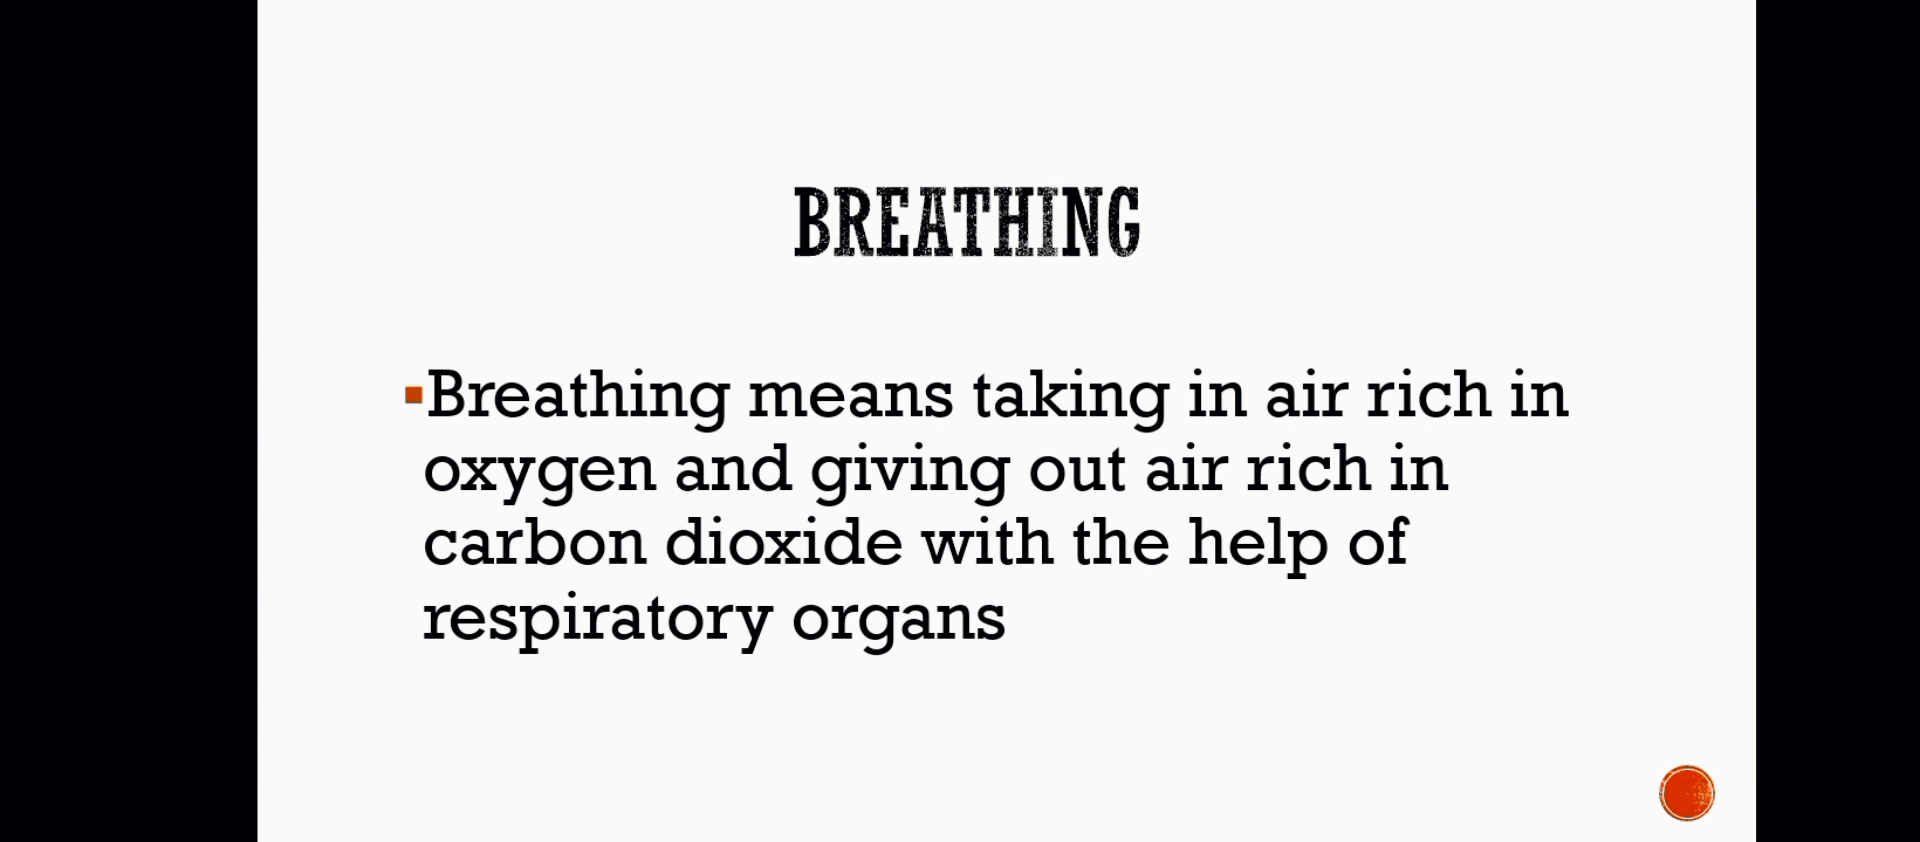 BREATHING
▪Breathing means taking in air rich in
oxygen and giving out air rich in
carbon dioxide with the help of
respiratory organs